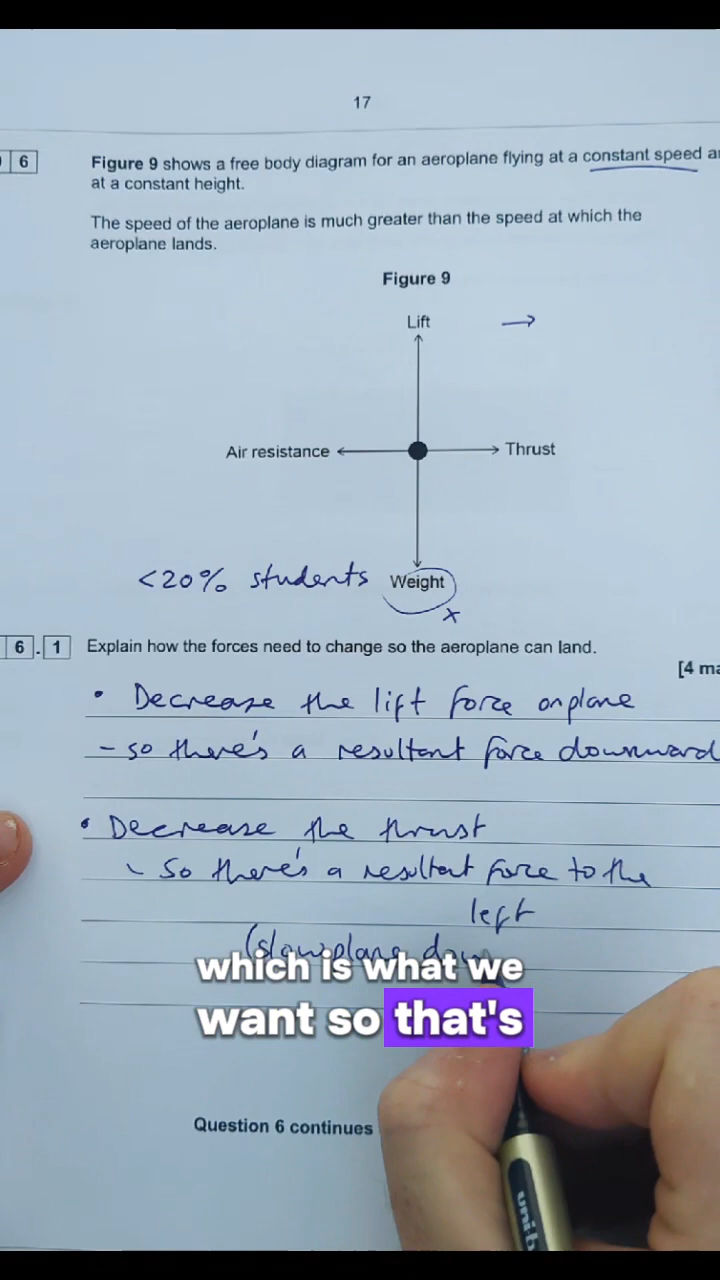 17
6
Figure 9 shows a free body diagram for an aeroplane flying at a constant speed
at a constant height.
The speed of the aeroplane is much greater than the speed at which the
aeroplane lands.
Figure 9
Lift
Air resistance
Thrust
<20% students
Weight
x
6.1 Explain how the forces need to change so the aeroplane can land.
[4
• Decrease the lift force on plane
- so there's a resultant force downward
• Decrease the thrust
- So there's a resultant force to the
left
(slows plane down
which is what we
want so that's
Question 6 continues
uni-b